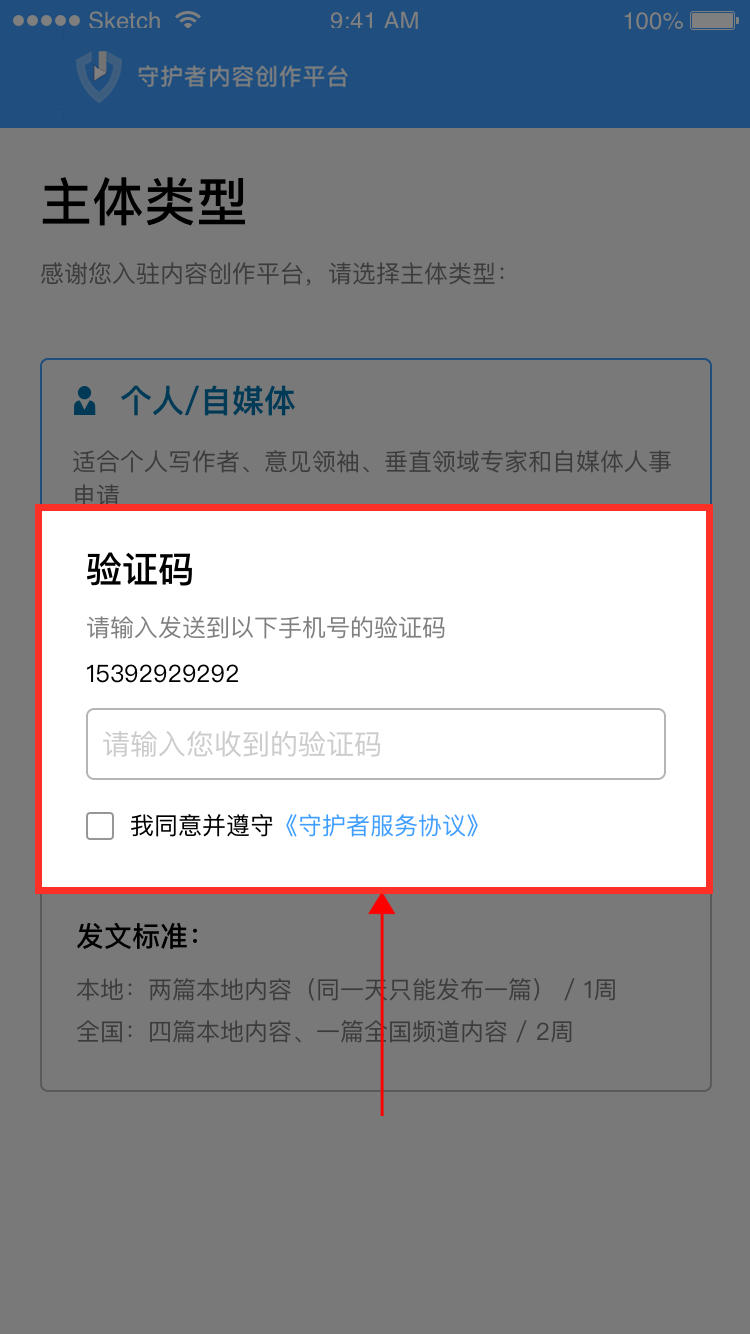 Sketch 9:41 AM 100%
守护者内容创作平台
主体类型
感谢您入驻内容创作平台，请选择主体类型：
个人/自媒体
适合个人写作者、意见领袖、垂直领域专家和自媒体人事
申请
验证码
请输入发送到以下手机号的验证码
15392929292
请输入您收到的验证码
我同意并遵守《守护者服务协议》
发文标准：
本地：两篇本地内容（同一天只能发布一篇） / 1周
全国：四篇本地内容、一篇全国频道内容 / 2周